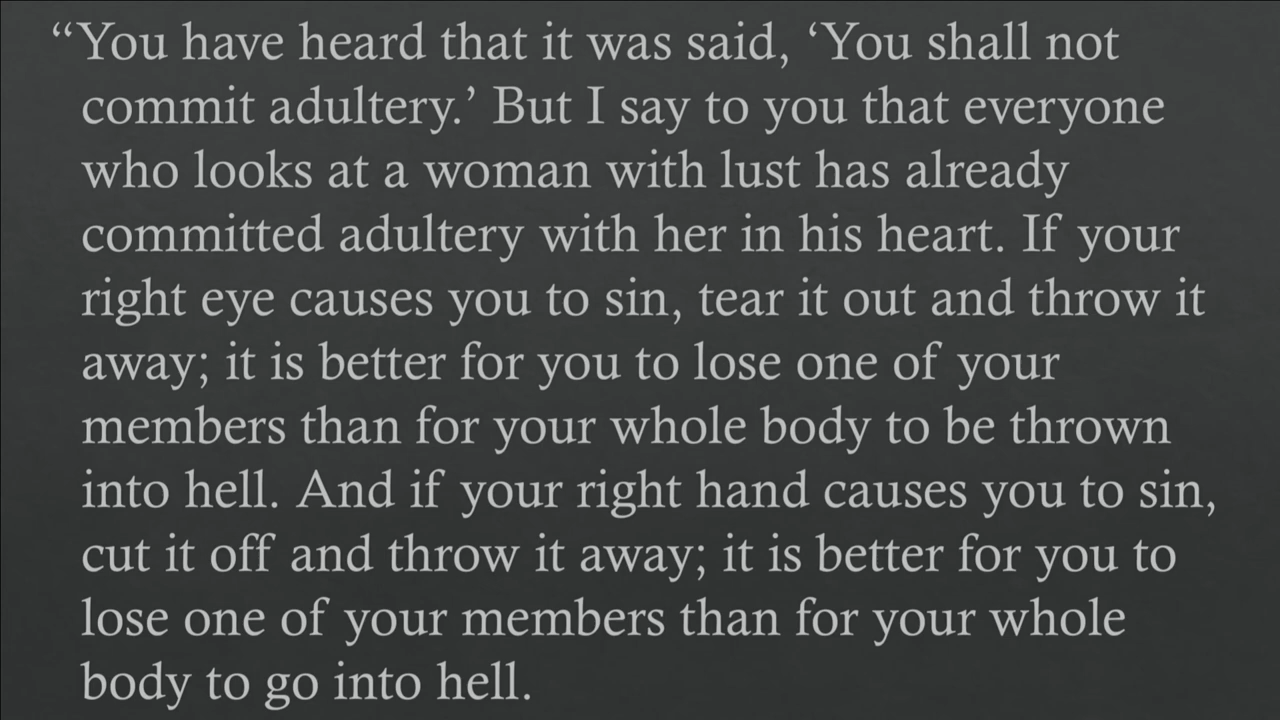 “You have heard that it was said, ‘You shall not
commit adultery.’ But I say to you that everyone
who looks at a woman with lust has already
committed adultery with her in his heart. If your
right eye causes you to sin, tear it out and throw it
away; it is better for you to lose one of your
members than for your whole body to be thrown
into hell. And if your right hand causes you to sin,
cut it off and throw it away; it is better for you to
lose one of your members than for your whole
body to go into hell.